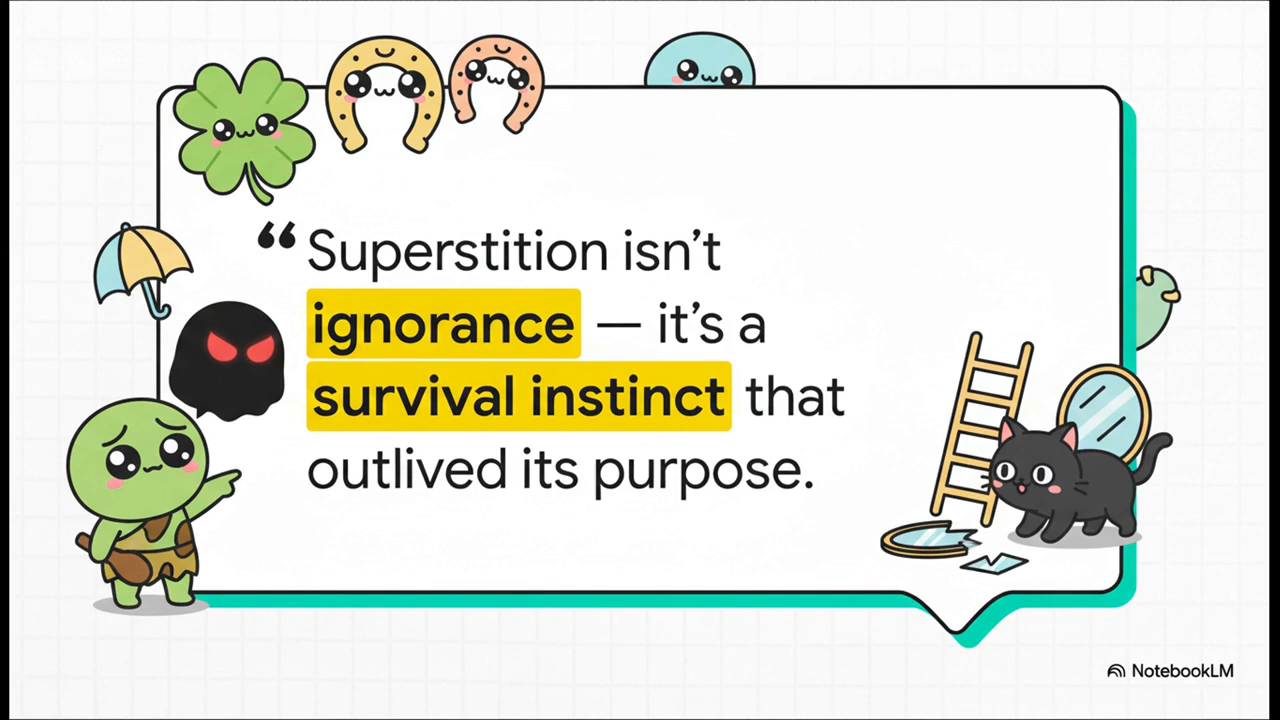 “Superstition isn’t
ignorance — it’s a
survival instinct that
outlived its purpose.
NotebookLM